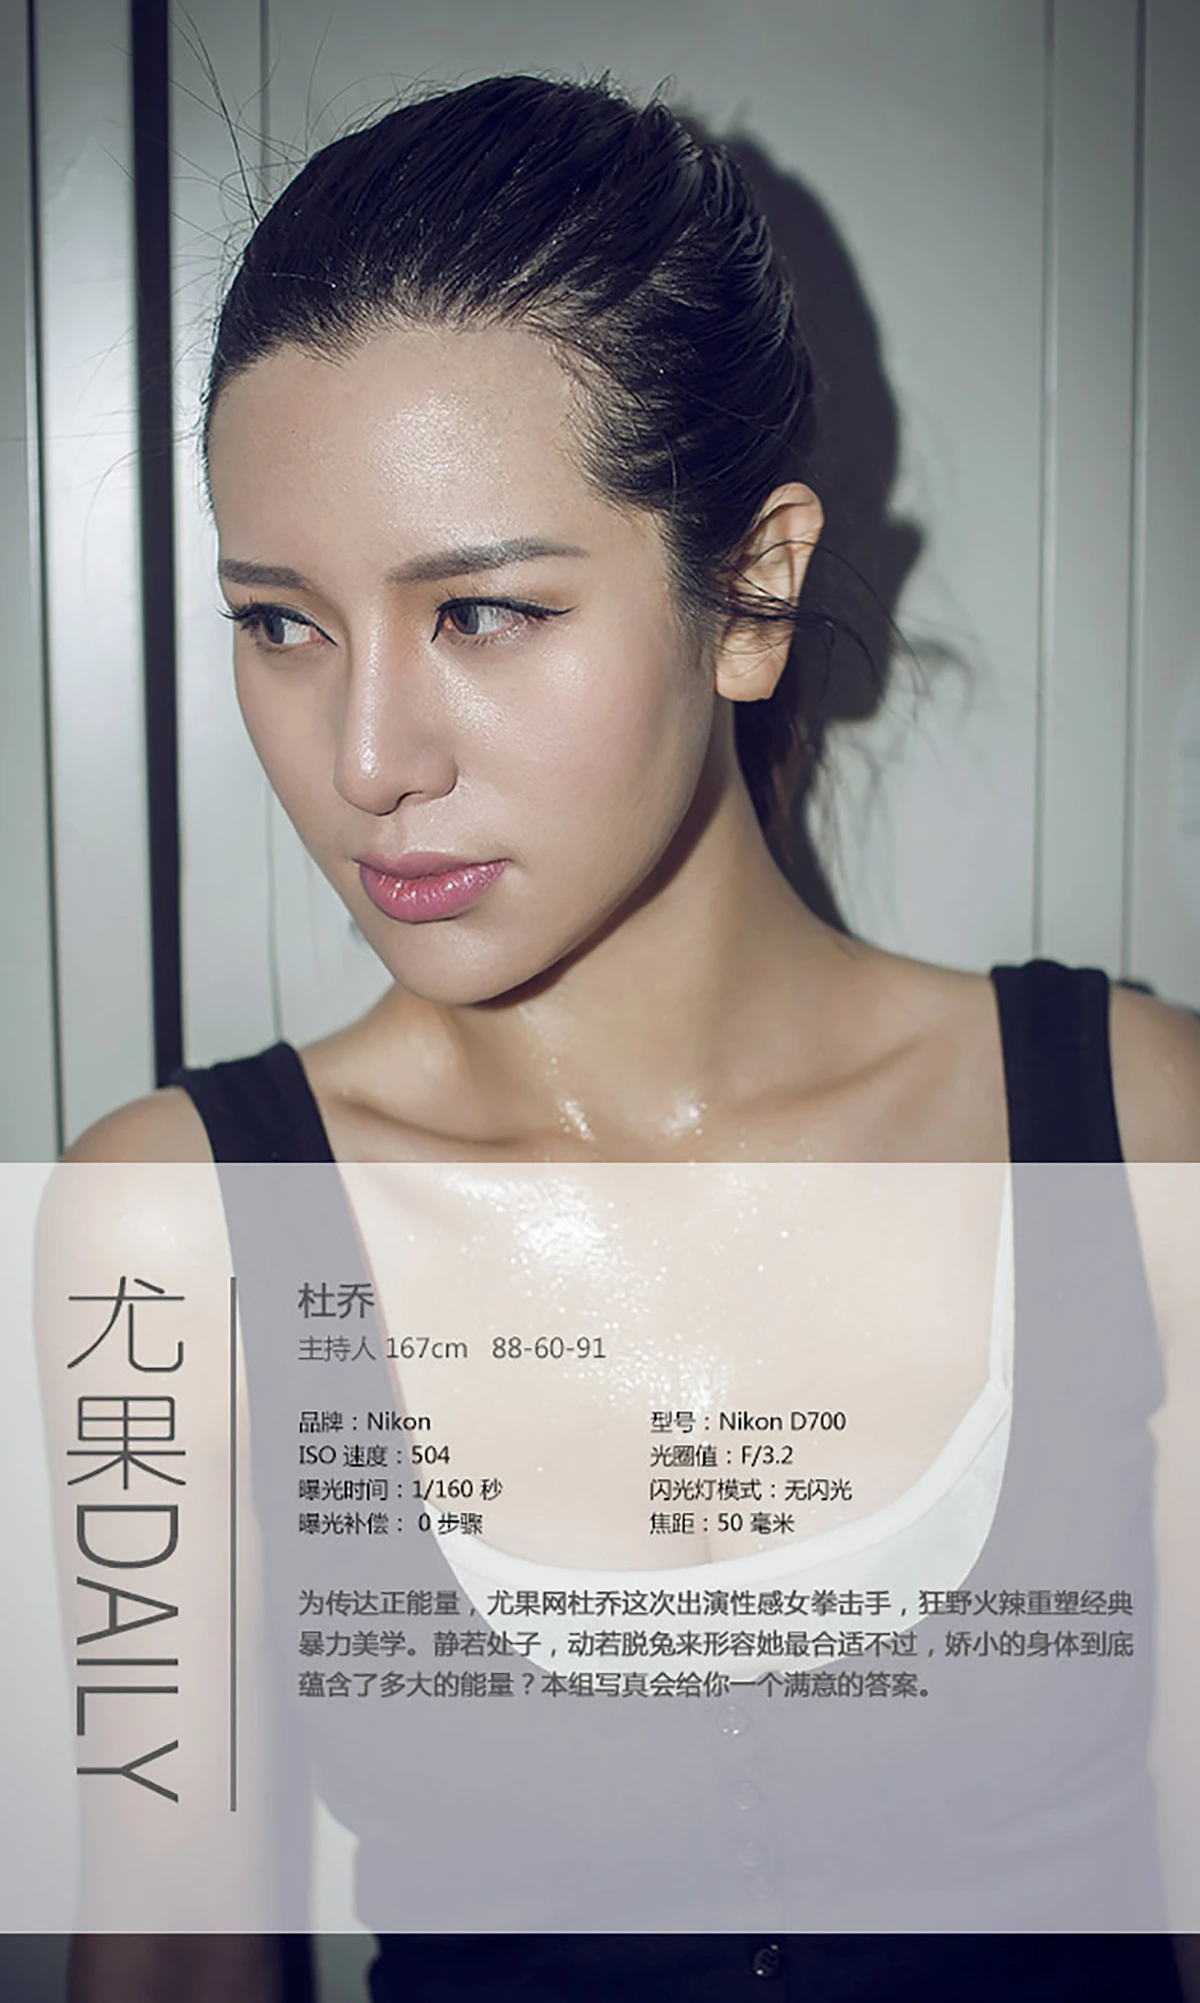 尤果DAILY
杜乔
主持人 167cm 88-60-91
品牌：Nikon 型号：Nikon D700
ISO 速度：504 光圈值：F/3.2
曝光时间：1/160 秒 闪光灯模式：无闪光
曝光补偿： 0 步骤 焦距：50 毫米
为传达正能量，尤果网杜乔这次出演性感女拳击手，狂野火辣重塑经典
暴力美学。静若处子，动若脱兔来形容她最合适不过，娇小的身体到底
蕴含了多大的能量？本组写真会给你一个满意的答案。